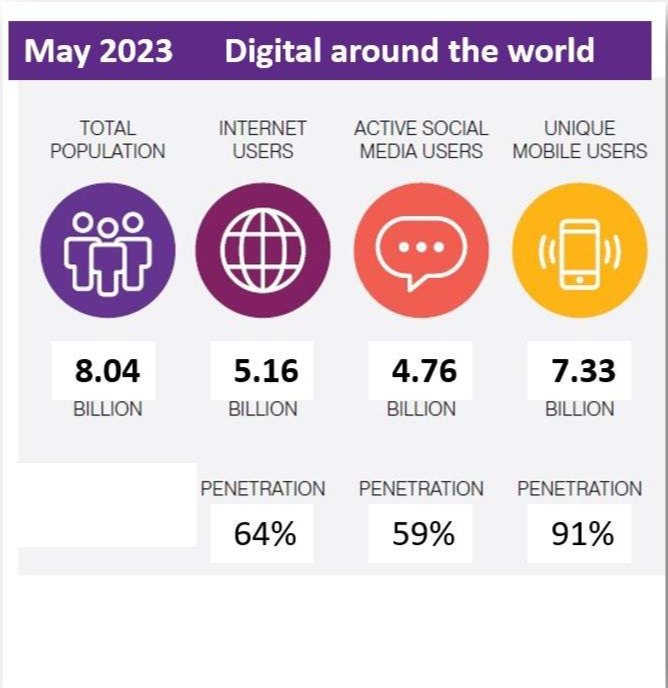 May 2023 Digital around the world
TOTAL
POPULATION
INTERNET
USERS
ACTIVE SOCIAL
MEDIA USERS
UNIQUE
MOBILE USERS
8.04
BILLION
5.16
BILLION
4.76
BILLION
7.33
BILLION
PENETRATION
64%
PENETRATION
59%
PENETRATION
91%